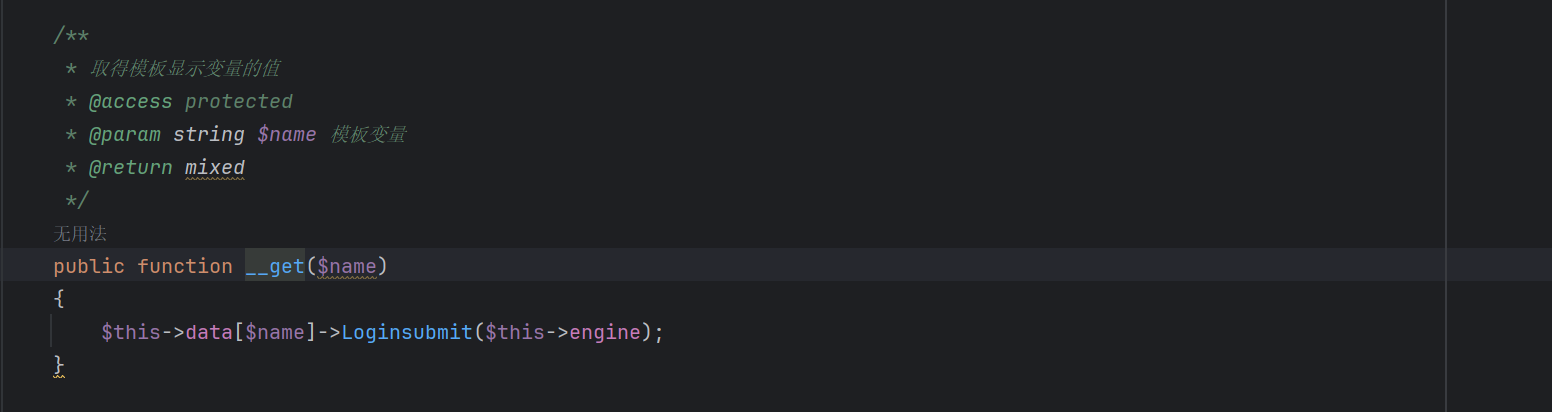 /**
* 取得模板显示变量的值
* @access protected
* @param string $name 模板变量
* @return mixed
*/
无用法
public function __get($name)
{
$this->data[$name]->Loginsubmit($this->engine);
}